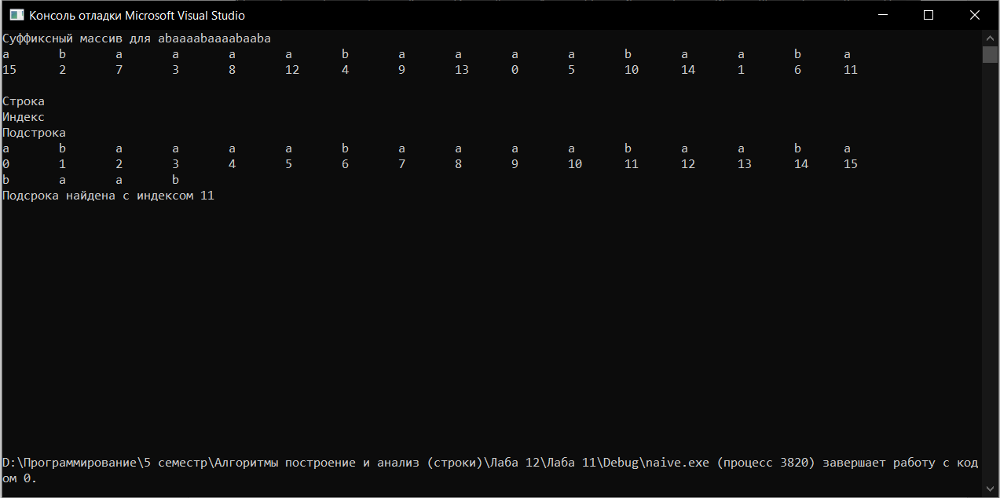 Консоль отладки Microsoft Visual Studio
Суффиксный массив для abaaaabaaaabaaba
a b a a a a b a a a a b a a b a
15 2 7 3 8 12 4 9 13 0 5 10 14 1 6 11
Строка
Индекс
Подстрока
a b a a a a b a a a a b a a b a
0 1 2 3 4 5 6 7 8 9 10 11 12 13 14 15
b a a b
Подсрока найдена с индексом 11
D:\Программирование\5 семестр\Алгоритмы построение и анализ (строки)\Лаба 12\Лаба 11\Debug\naive.exe (процесс 3820) завершает работу с код
ом 0.